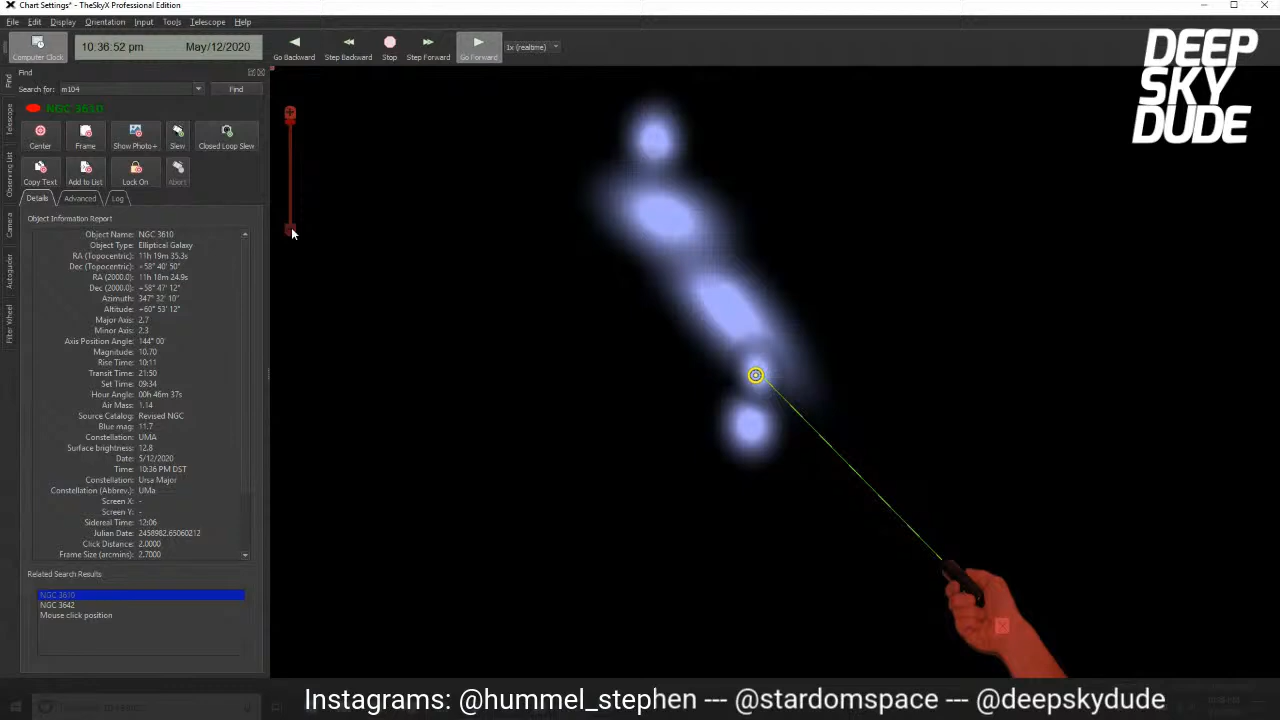 Chart Settings* - TheSkyX Professional Edition
File Edit Display Orientation Input Tools Telescope Help
10:36:52 pm May/12/2020
Computer Clock
Go Backward Step Backward Stop Step Forward Go Forward
1x (realtime)
DEEP
SKY
DUDE
Find
Search for: m104 Find
NGC 3610
Center Frame Show Photo+ Slew Closed Loop Slew
Copy Text Add to List Lock On Abort
Details Advanced Log
Find
Telescope
Observing List
Camera
Autoguider
Filter Wheel
Object Information Report
Object Name: NGC 3610
Object Type: Elliptical Galaxy
RA (Topocentric): 11h 19m 35.3s
Dec (Topocentric): +58° 40' 50"
RA (2000.0): 11h 18m 24.9s
Dec (2000.0): +58° 47' 12"
Azimuth: 347° 32' 10"
Altitude: +60° 53' 12"
Major Axis: 2.7
Minor Axis: 2.3
Axis Position Angle: 144° 00'
Magnitude: 10.70
Rise Time: 10:11
Transit Time: 21:50
Set Time: 09:34
Hour Angle: 00h 46m 37s
Air Mass: 1.14
Source Catalog: Revised NGC
Blue mag: 11.7
Constellation: UMA
Surface brightness: 12.8
Date: 5/12/2020
Time: 10:36 PM DST
Constellation: Ursa Major
Constellation (Abbrev.): UMa
Screen X: -
Screen Y: -
Sidereal Time: 12:06
Julian Date: 2458982.65060212
Click Distance: 2.0000
Frame Size (arcmins): 2.7000
Related Search Results
NGC 3610
NGC 3642
Mouse click position
Instagrams: @hummel_stephen --- @stardomspace --- @deepskydude